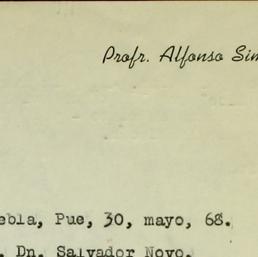 Profr. Alfonso Sim
ebla, Pue, 30, mayo, 68.
. Dn. Salvador Novo.